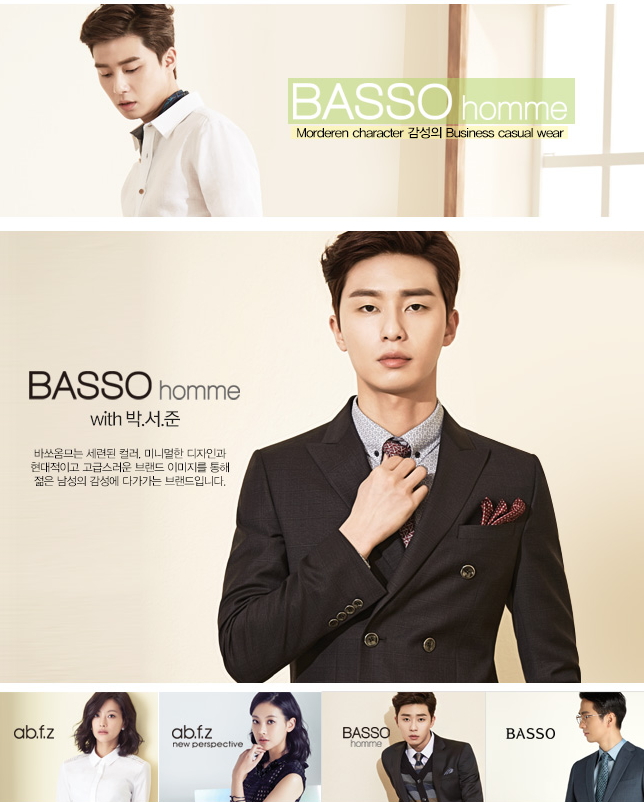 BASSO homme
Morderen character 감성의 Business casual wear
BASSO homme
with 박.서.준
바쏘옴므는 세련된 컬러, 미니멀한 디자인과
현대적이고 고급스러운 브랜드 이미지를 통해
젊은 남성의 감성에 다가가는 브랜드입니다.
ab.f.z
ab.f.z
new perspective
BASSO
homme
BASSO